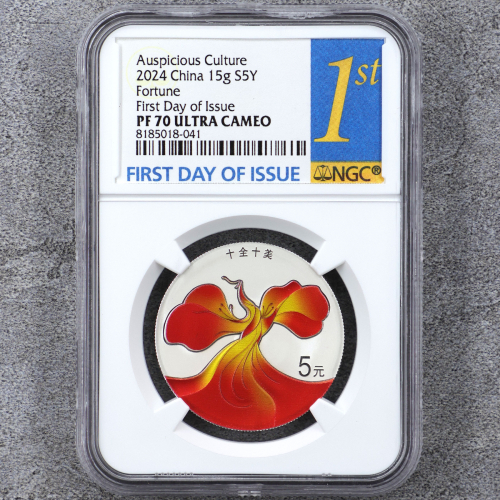 Auspicious Culture
2024 China 15g S5Y
Fortune
First Day of Issue
PF 70 ULTRA CAMEO
8185018-041
FIRST DAY OF ISSUE
1st
NGC®
十全十美
5元